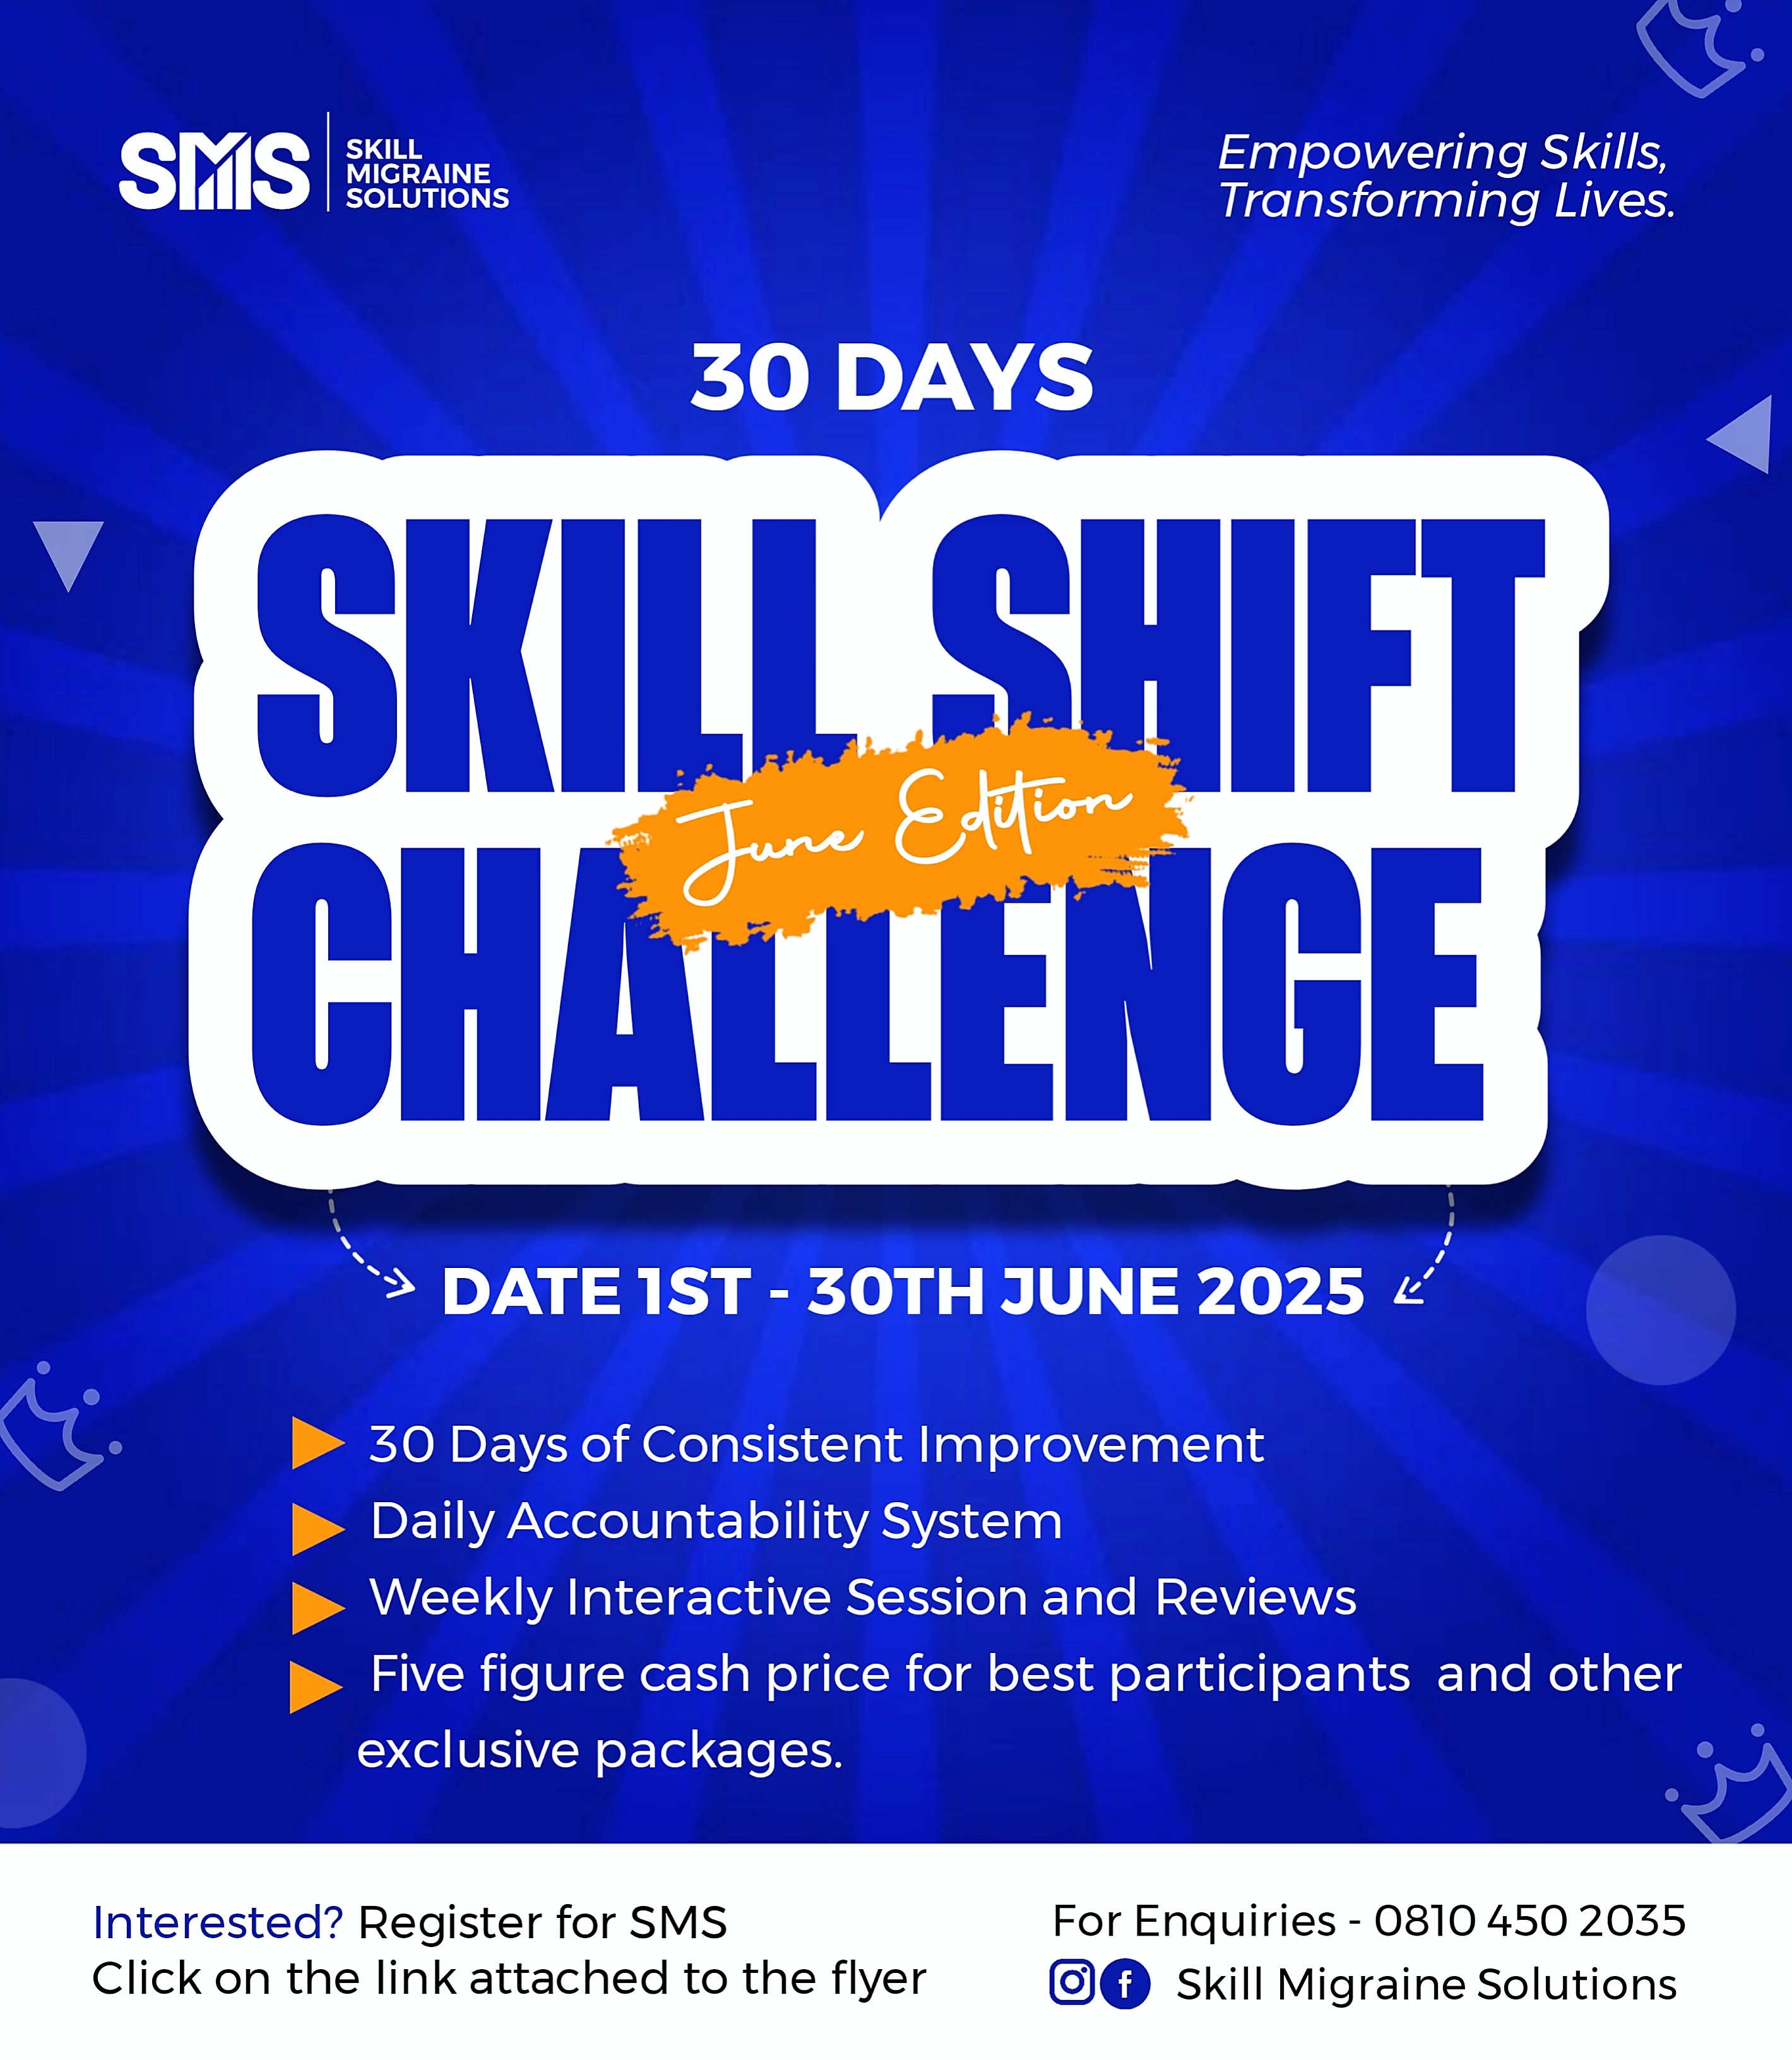 SMS
SKILL
MIGRAINE
SOLUTIONS
Empowering Skills,
Transforming Lives.
30 DAYS
SKILL SHIFT
June Edition
CHALLENGE
DATE 1ST - 30TH JUNE 2025
30 Days of Consistent Improvement
Daily Accountability System
Weekly Interactive Session and Reviews
Five figure cash price for best participants and other
exclusive packages.
Interested? Register for SMS
Click on the link attached to the flyer
For Enquiries - 0810 450 2035
Skill Migraine Solutions